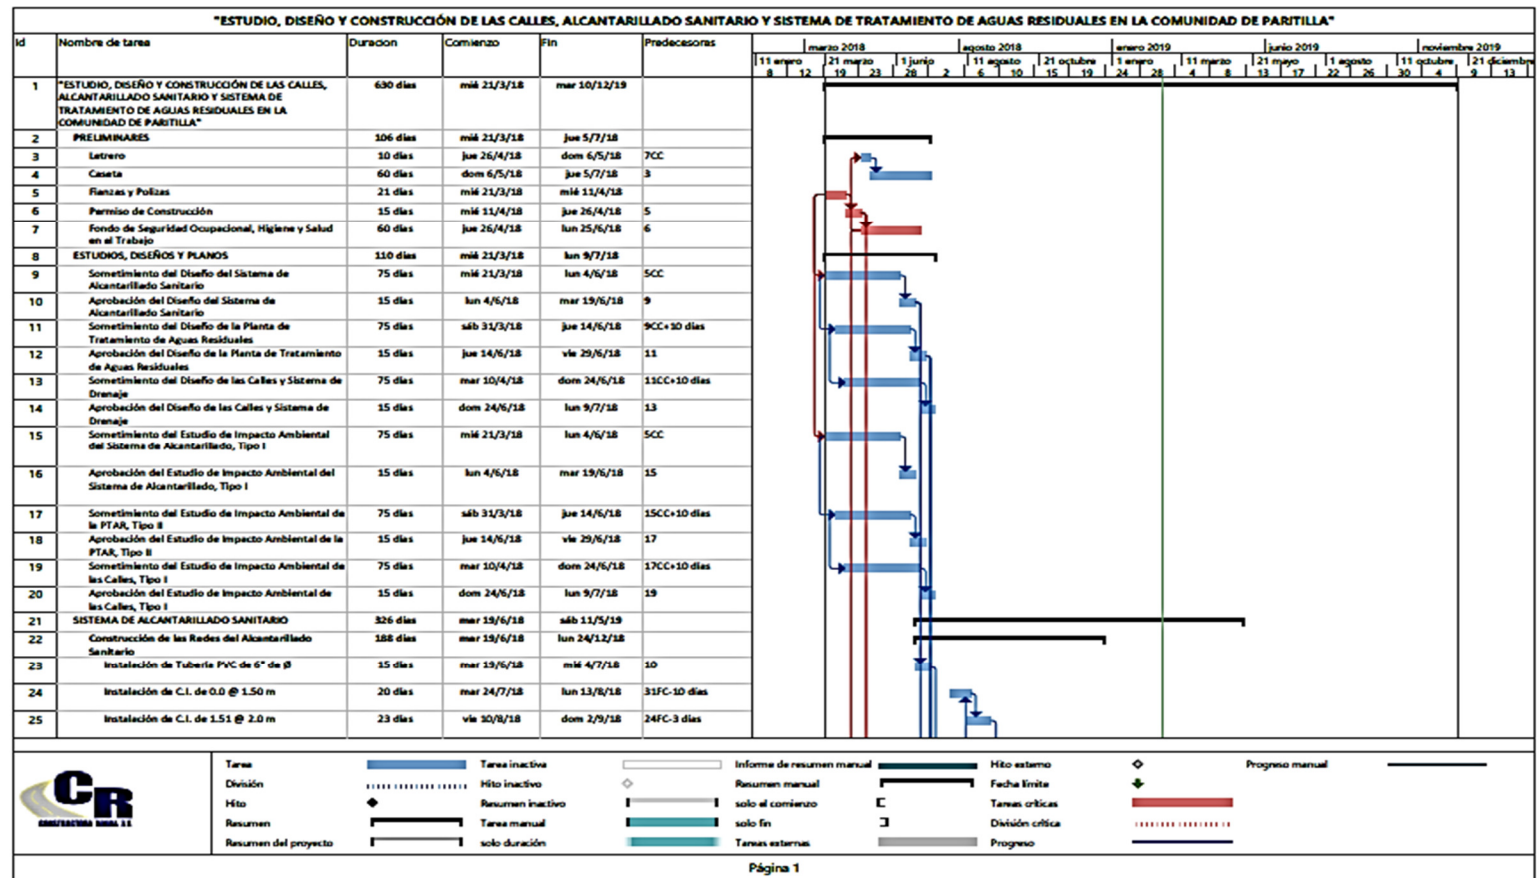 "ESTUDIO, DISEÑO Y CONSTRUCCIÓN DE LAS CALLES, ALCANTARILLADO SANITARIO Y SISTEMA DE TRATAMIENTO DE AGUAS RESIDUALES EN LA COMUNIDAD DE PARITILLA"
Id Nombre de tarea Duracion Comienzo Fin Predecesoras
marzo 2018 agosto 2018 enero 2019 junio 2019 noviembre 2019
11 enero 21 marzo 1 junio 11 agosto 21 octubre 1 enero 11 marzo 21 mayo 1 agosto 11 octubre 21 diciembre
8 12 19 23 28 2 6 10 15 19 24 28 4 8 13 17 22 26 30 4 9 13
1 "ESTUDIO, DISEÑO Y CONSTRUCCIÓN DE LAS CALLES, 630 días mié 21/3/18 mar 10/12/19
ALCANTARILLADO SANITARIO Y SISTEMA DE
TRATAMIENTO DE AGUAS RESIDUALES EN LA
COMUNIDAD DE PARITILLA"
2 PRELIMINARES 106 días mié 21/3/18 jue 5/7/18
3 Letrero 10 días jue 26/4/18 dom 6/5/18 7CC
4 Caseta 60 días dom 6/5/18 jue 5/7/18 3
5 Fianzas y Polizas 21 días mié 21/3/18 mié 11/4/18
6 Permiso de Construcción 15 días mié 11/4/18 jue 26/4/18 5
7 Fondo de Seguridad Ocupacional, Higiene y Salud 60 días jue 26/4/18 lun 25/6/18 6
en el Trabajo
8 ESTUDIOS, DISEÑOS Y PLANOS 110 días mié 21/3/18 lun 9/7/18
9 Sometimiento del Diseño del Sistema de 75 días mié 21/3/18 lun 4/6/18 5CC
Alcantarillado Sanitario
10 Aprobación del Diseño del Sistema de 15 días lun 4/6/18 mar 19/6/18 9
Alcantarillado Sanitario
11 Sometimiento del Diseño de la Planta de 75 días sáb 31/3/18 jue 14/6/18 9CC+10 días
Tratamiento de Aguas Residuales
12 Aprobación del Diseño de la Planta de Tratamiento 15 días jue 14/6/18 vie 29/6/18 11
de Aguas Residuales
13 Sometimiento del Diseño de las Calles y Sistema de 75 días mar 10/4/18 dom 24/6/18 11CC+10 días
Drenaje
14 Aprobación del Diseño de las Calles y Sistema de 15 días dom 24/6/18 lun 9/7/18 13
Drenaje
15 Sometimiento del Estudio de Impacto Ambiental 75 días mié 21/3/18 lun 4/6/18 5CC
del Sistema de Alcantarillado, Tipo I
16 Aprobación del Estudio de Impacto Ambiental del 15 días lun 4/6/18 mar 19/6/18 15
Sistema de Alcantarillado, Tipo I
17 Sometimiento del Estudio de Impacto Ambiental de 75 días sáb 31/3/18 jue 14/6/18 15CC+10 días
la PTAR, Tipo II
18 Aprobación del Estudio de Impacto Ambiental de la 15 días jue 14/6/18 vie 29/6/18 17
PTAR, Tipo II
19 Sometimiento del Estudio de Impacto Ambiental de 75 días mar 10/4/18 dom 24/6/18 17CC+10 días
las Calles, Tipo I
20 Aprobación del Estudio de Impacto Ambiental de 15 días dom 24/6/18 lun 9/7/18 19
las Calles, Tipo I
21 SISTEMA DE ALCANTARILLADO SANITARIO 326 días mar 19/6/18 sáb 11/5/19
22 Construcción de las Redes del Alcantarillado 188 días mar 19/6/18 lun 24/12/18
Sanitario
23 Instalación de Tubería PVC de 6" de Ø 15 días mar 19/6/18 mié 4/7/18 10
24 Instalación de C.I. de 0.0 @ 1.50 m 20 días mar 24/7/18 lun 13/8/18 31FC-10 días
25 Instalación de C.I. de 1.51 @ 2.0 m 23 días vie 10/8/18 dom 2/9/18 24FC-3 días
CR
Tarea Tarea inactiva Informe de resumen manual Hito externo Progreso manual
División Hito inactivo Resumen manual Fecha límite
Hito Resumen inactivo solo el comienzo Tareas críticas
Resumen Tarea manual solo fin División crítica
Resumen del proyecto solo duración Tareas externas Progreso
Página 1